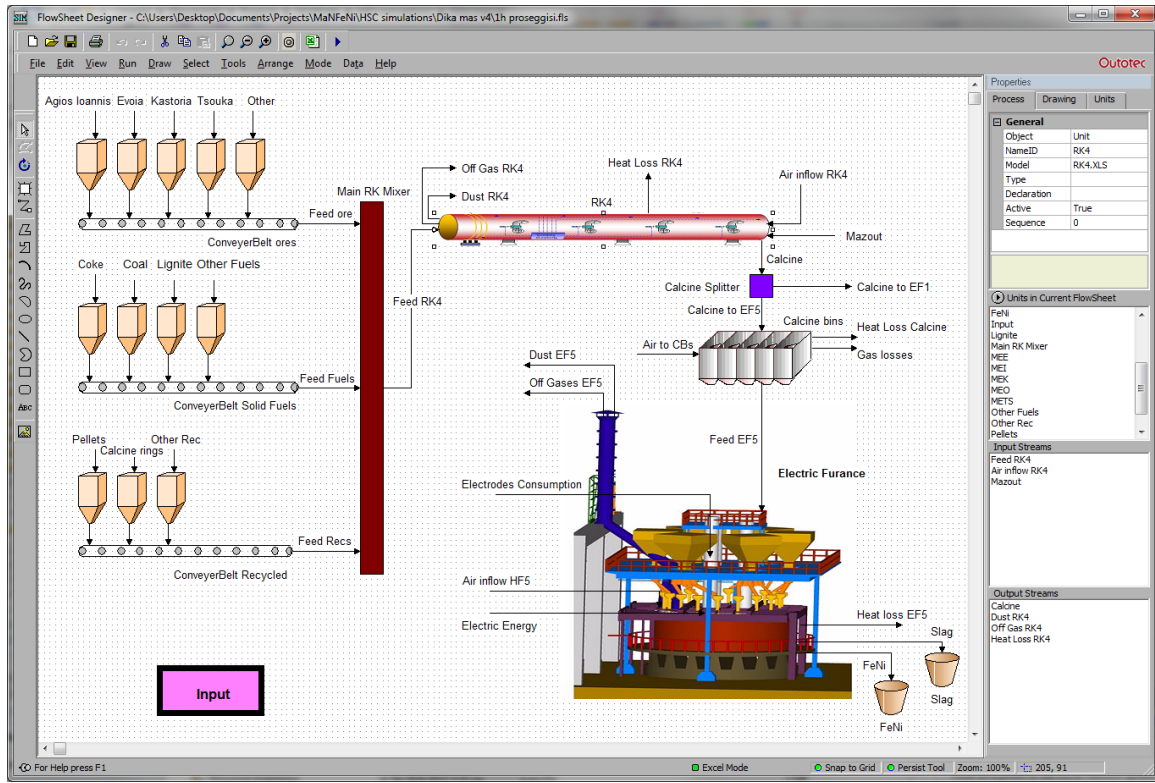 SIM FlowSheet Designer - C:\Users\Desktop\Documents\Projects\MaNFeNi\HSC simulations\Dika mas v4\1h proseggisi.fls
File Edit View Run Draw Select Tools Arrange Mode Data Help
Outotec
Agios Ioannis Evoia Kastoria Tsouka Other
Main RK Mixer
Feed ore
ConveyerBelt ores
Off Gas RK4
Dust RK4
Heat Loss RK4
RK4
Air inflow RK4
Mazout
Calcine
Coke Coal Lignite Other Fuels
Feed RK4
Calcine Splitter
Calcine to EF1
Calcine to EF5
Calcine bins
Heat Loss Calcine
Air to CBs
Gas losses
Feed Fuels
ConveyerBelt Solid Fuels
Dust EF5
Off Gases EF5
Feed EF5
Pellets Other Rec
Calcine rings
Electric Furance
Electrodes Consumption
Feed Recs
ConveyerBelt Recycled
Air inflow HF5
Electric Energy
Heat loss EF5
Slag
FeNi
Slag
FeNi
Input
Properties
Process Drawing Units
General
Object Unit
NameID RK4
Model RK4.XLS
Type
Declaration
Active True
Sequence 0
Units in Current FlowSheet
FeNi
Input
Lignite
Main RK Mixer
MEE
MEI
MEK
MEO
METS
Other Fuels
Other Rec
Pellets
Input Streams
Feed RK4
Air inflow RK4
Mazout
Output Streams
Calcine
Dust RK4
Off Gas RK4
Heat Loss RK4
ABC
For Help press F1
Excel Mode Snap to Grid Persist Tool Zoom: 100% 205, 91